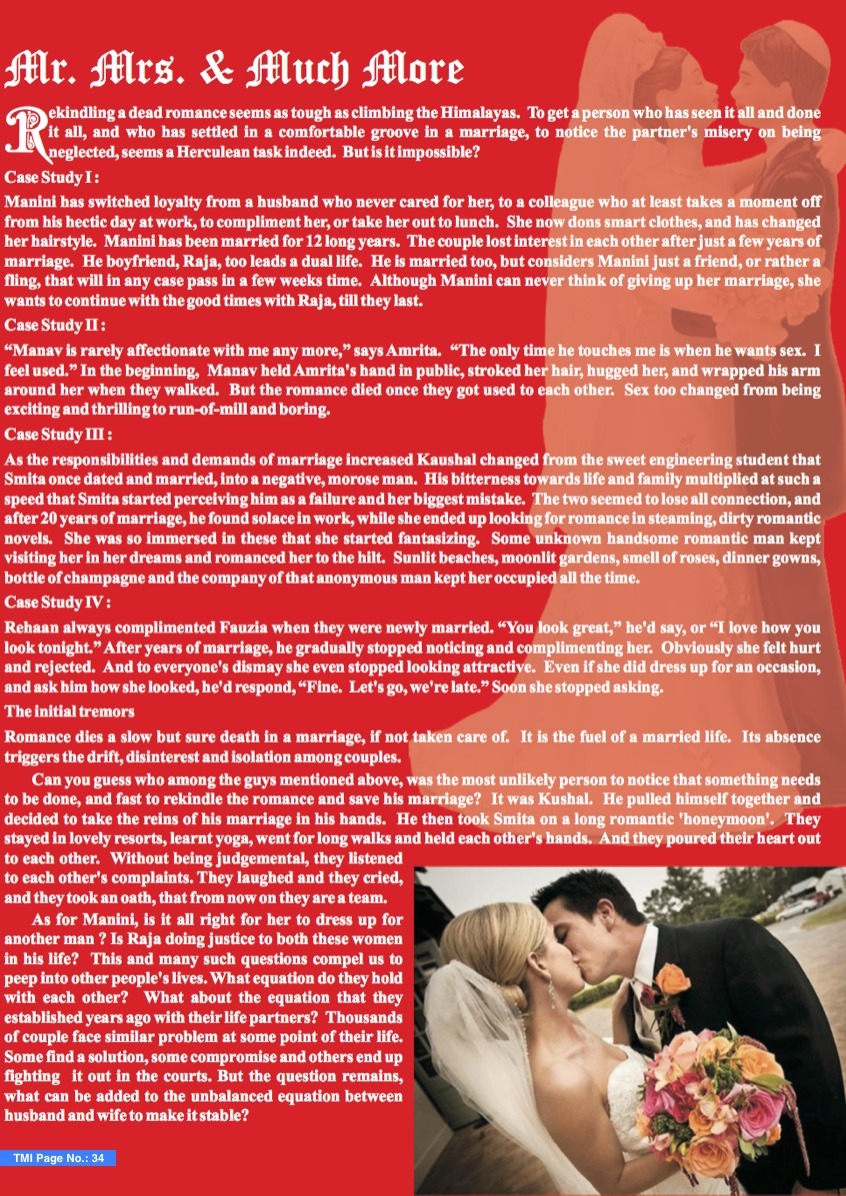 Mr. Mrs. & Much More
Rekindling a dead romance seems as tough as climbing the Himalayas. To get a person who has seen it all and done
it all, and who has settled in a comfortable groove in a marriage, to notice the partner's misery on being
neglected, seems a Herculean task indeed. But is it impossible?
Case Study I :
Manini has switched loyalty from a husband who never cared for her, to a colleague who at least takes a moment off
from his hectic day at work, to compliment her, or take her out to lunch. She now dons smart clothes, and has changed
her hairstyle. Manini has been married for 12 long years. The couple lost interest in each other after just a few years of
marriage. He boyfriend, Raja, too leads a dual life. He is married too, but considers Manini just a friend, or rather a
fling, that will in any case pass in a few weeks time. Although Manini can never think of giving up her marriage, she
wants to continue with the good times with Raja, till they last.
Case Study II :
“Manav is rarely affectionate with me any more,” says Amrita. “The only time he touches me is when he wants sex. I
feel used.” In the beginning, Manav held Amrita's hand in public, stroked her hair, hugged her, and wrapped his arm
around her when they walked. But the romance died once they got used to each other. Sex too changed from being
exciting and thrilling to run-of-mill and boring.
Case Study III :
As the responsibilities and demands of marriage increased Kaushal changed from the sweet engineering student that
Smita once dated and married, into a negative, morose man. His bitterness towards life and family multiplied at such a
speed that Smita started perceiving him as a failure and her biggest mistake. The two seemed to lose all connection, and
after 20 years of marriage, he found solace in work, while she ended up looking for romance in steaming, dirty romantic
novels. She was so immersed in these that she started fantasizing. Some unknown handsome romantic man kept
visiting her in her dreams and romanced her to the hilt. Sunlit beaches, moonlit gardens, smell of roses, dinner gowns,
bottle of champagne and the company of that anonymous man kept her occupied all the time.
Case Study IV :
Rehaan always complimented Fauzia when they were newly married. “You look great,” he'd say, or “I love how you
look tonight.” After years of marriage, he gradually stopped noticing and complimenting her. Obviously she felt hurt
and rejected. And to everyone's dismay she even stopped looking attractive. Even if she did dress up for an occasion,
and ask him how she looked, he'd respond, “Fine. Let's go, we're late.” Soon she stopped asking.
The initial tremors
Romance dies a slow but sure death in a marriage, if not taken care of. It is the fuel of a married life. Its absence
triggers the drift, disinterest and isolation among couples.
Can you guess who among the guys mentioned above, was the most unlikely person to notice that something needs
to be done, and fast to rekindle the romance and save his marriage? It was Kushal. He pulled himself together and
decided to take the reins of his marriage in his hands. He then took Smita on a long romantic 'honeymoon'. They
stayed in lovely resorts, learnt yoga, went for long walks and held each other's hands. And they poured their heart out
to each other. Without being judgemental, they listened
to each other's complaints. They laughed and they cried,
and they took an oath, that from now on they are a team.
As for Manini, is it all right for her to dress up for
another man ? Is Raja doing justice to both these women
in his life? This and many such questions compel us to
peep into other people's lives. What equation do they hold
with each other? What about the equation that they
established years ago with their life partners? Thousands
of couple face similar problem at some point of their life.
Some find a solution, some compromise and others end up
fighting it out in the courts. But the question remains,
what can be added to the unbalanced equation between
husband and wife to make it stable?
TMI Page No.: 34